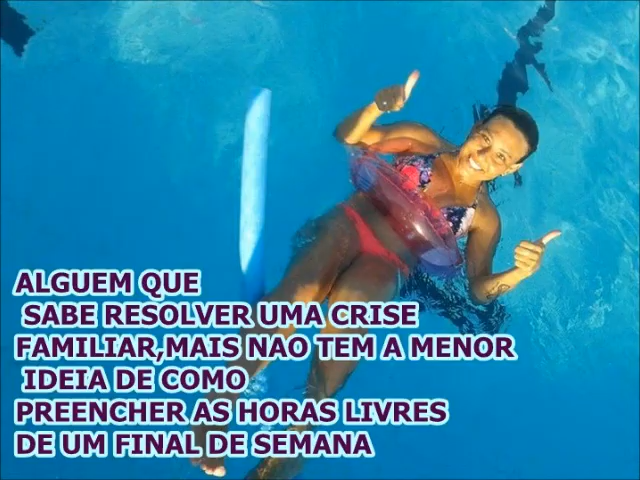 ALGUEM QUE
SABE RESOLVER UMA CRISE
FAMILIAR,MAIS NAO TEM A MENOR
IDEIA DE COMO
PREENCHER AS HORAS LIVRES
DE UM FINAL DE SEMANA